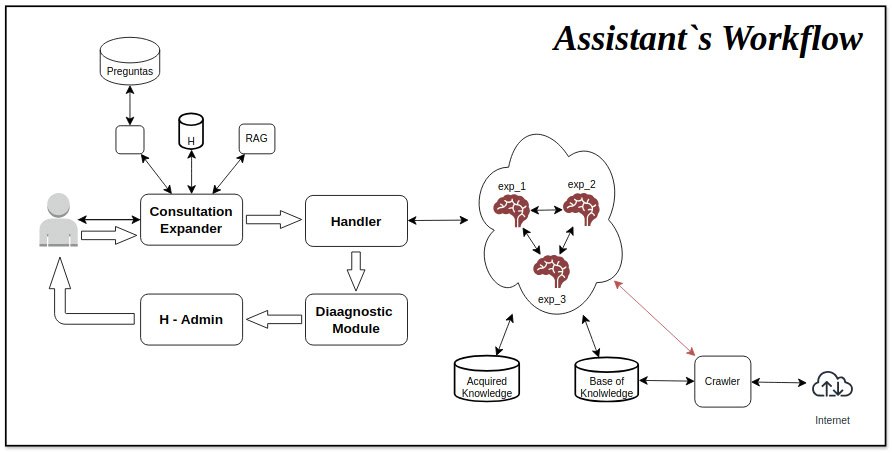 Assistant`s Workflow
Preguntas
H
RAG
exp_1
exp_2
Consultation
Expander
Handler
exp_3
H - Admin
Diaagnostic
Module
Acquired
Knowledge
Base of
Knolwledge
Crawler
Internet